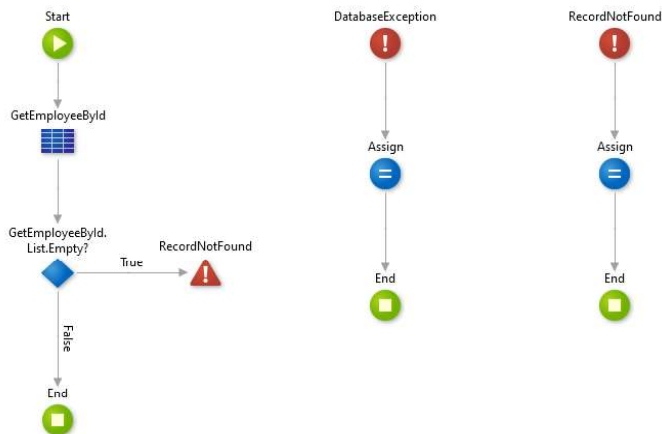 Start
GetEmployeeById
GetEmployeeById.
List.Empty?
True
RecordNotFound
False
End
DatabaseException
Assign
End
RecordNotFound
Assign
End